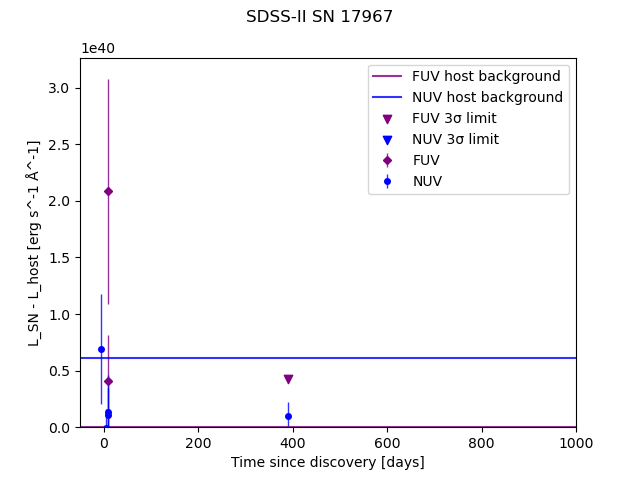 SDSS-II SN 17967
1e40
3.0
2.5
2.0
1.5
1.0
0.5
0.0
L_SN - L_host [erg s^-1 Å^-1]
FUV host background
NUV host background
FUV 3σ limit
NUV 3σ limit
FUV
NUV
0 200 400 600 800 1000
Time since discovery [days]